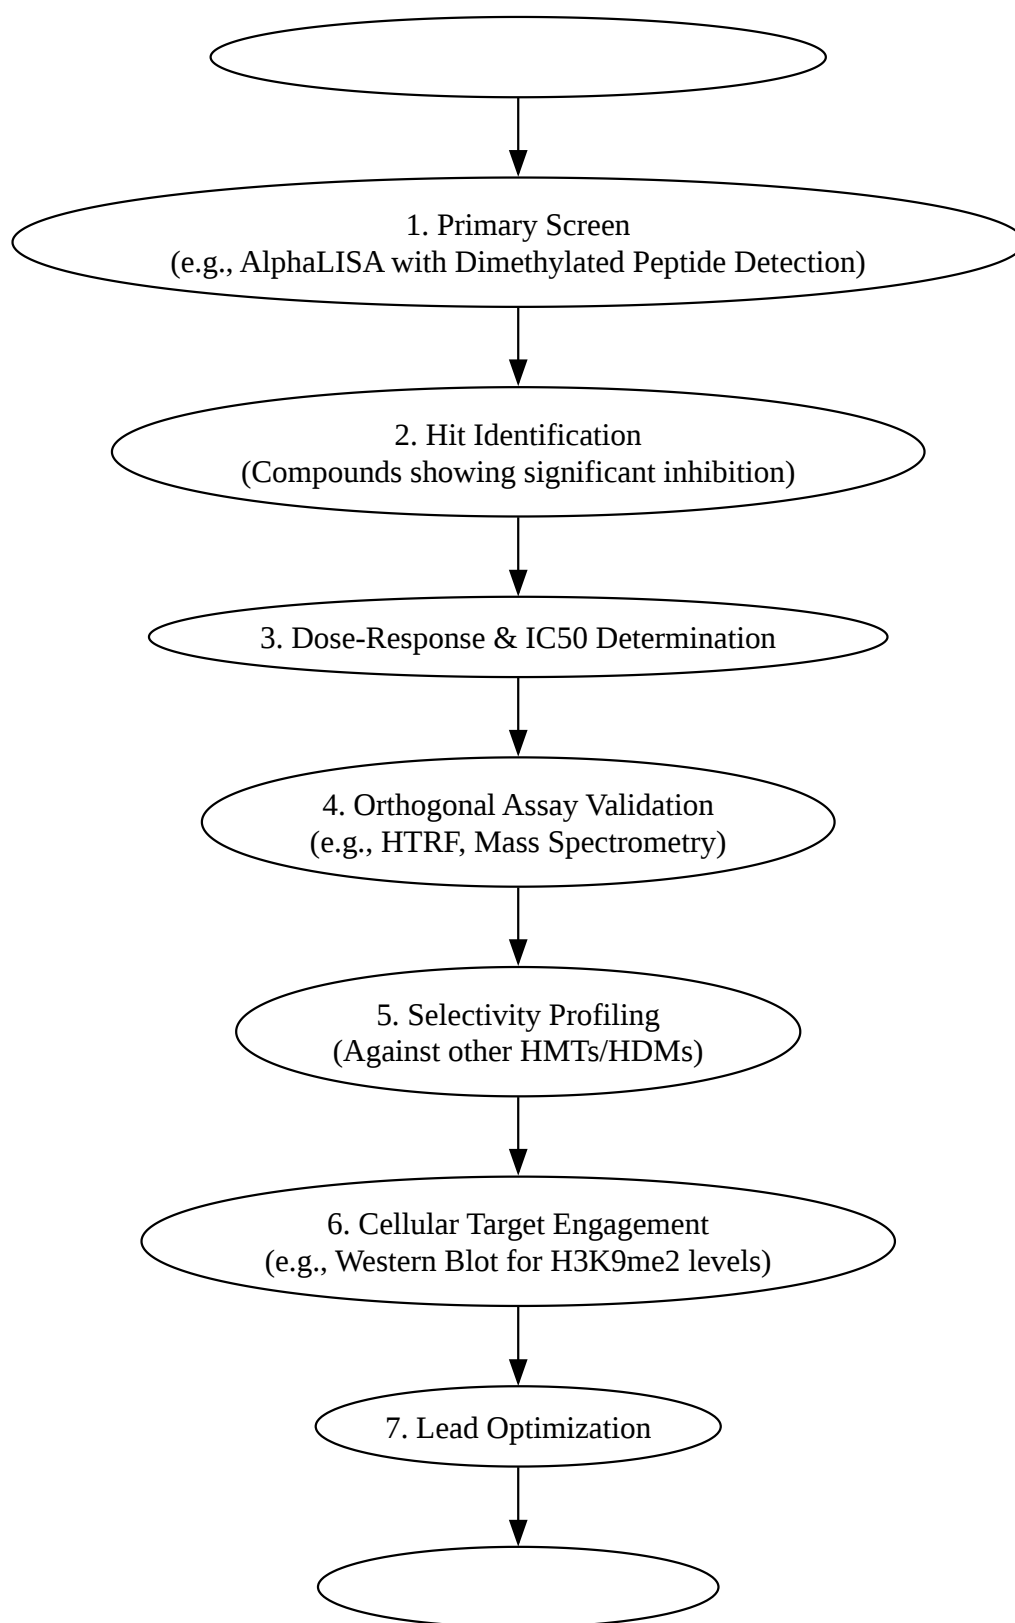 1. Primary Screen
(e.g., AlphaLISA with Dimethylated Peptide Detection)
2. Hit Identification
(Compounds showing significant inhibition)
3. Dose-Response & IC50 Determination
4. Orthogonal Assay Validation
(e.g., HTRF, Mass Spectrometry)
5. Selectivity Profiling
(Against other HMTs/HDMs)
6. Cellular Target Engagement
(e.g., Western Blot for H3K9me2 levels)
7. Lead Optimization